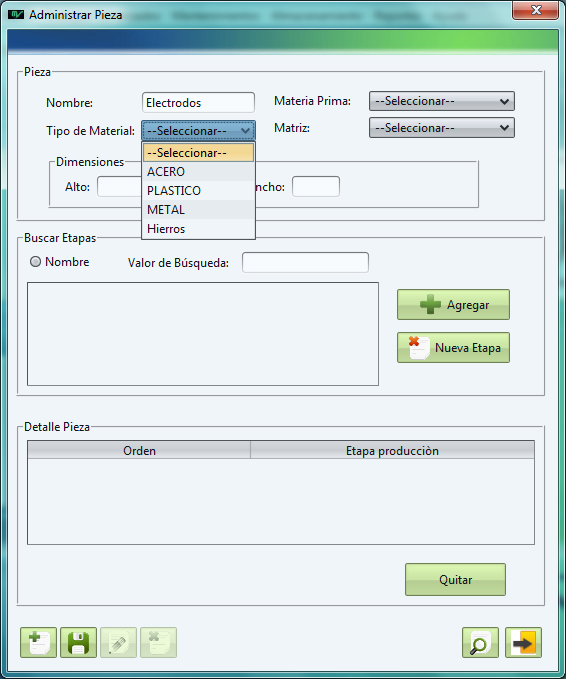 Administrar Pieza
Pieza
Nombre: Electrodos Materia Prima: --Seleccionar--
Tipo de Material: --Seleccionar-- Matriz: --Seleccionar--
--Seleccionar--
ACERO
PLASTICO
METAL
Hierros
Dimensiones
Alto: ncho:
Buscar Etapas
Nombre Valor de Búsqueda:
Agregar
Nueva Etapa
Detalle Pieza
Orden Etapa producciòn
Quitar